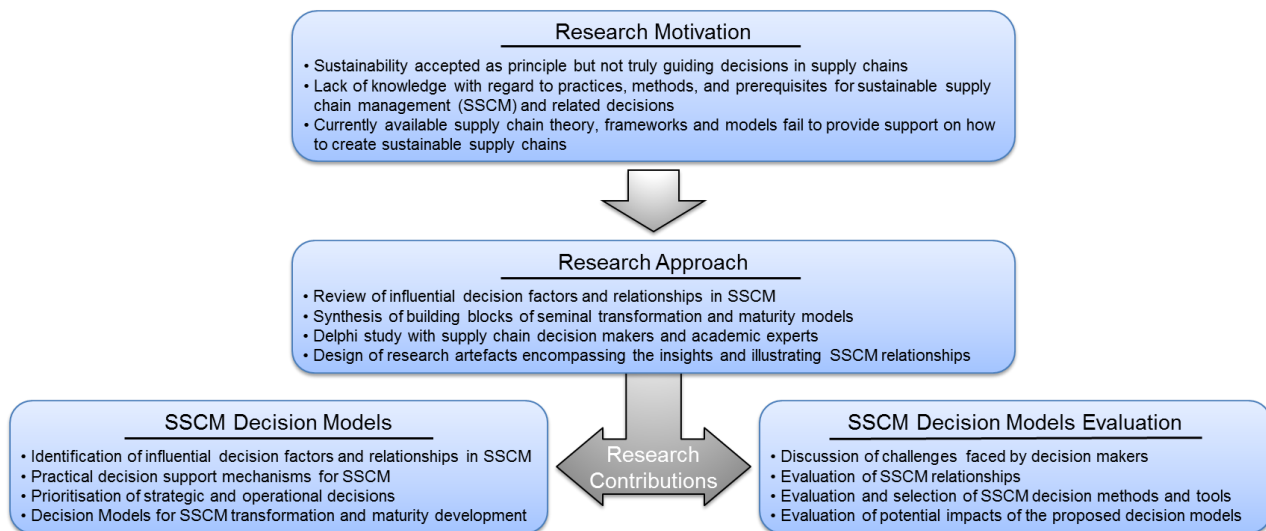 Research Motivation
• Sustainability accepted as principle but not truly guiding decisions in supply chains
• Lack of knowledge with regard to practices, methods, and prerequisites for sustainable supply
chain management (SSCM) and related decisions
• Currently available supply chain theory, frameworks and models fail to provide support on how
to create sustainable supply chains
Research Approach
• Review of influential decision factors and relationships in SSCM
• Synthesis of building blocks of seminal transformation and maturity models
• Delphi study with supply chain decision makers and academic experts
• Design of research artefacts encompassing the insights and illustrating SSCM relationships
SSCM Decision Models
• Identification of influential decision factors and relationships in SSCM
• Practical decision support mechanisms for SSCM
• Prioritisation of strategic and operational decisions
• Decision Models for SSCM transformation and maturity development
Research
Contributions
SSCM Decision Models Evaluation
• Discussion of challenges faced by decision makers
• Evaluation of SSCM relationships
• Evaluation and selection of SSCM decision methods and tools
• Evaluation of potential impacts of the proposed decision models